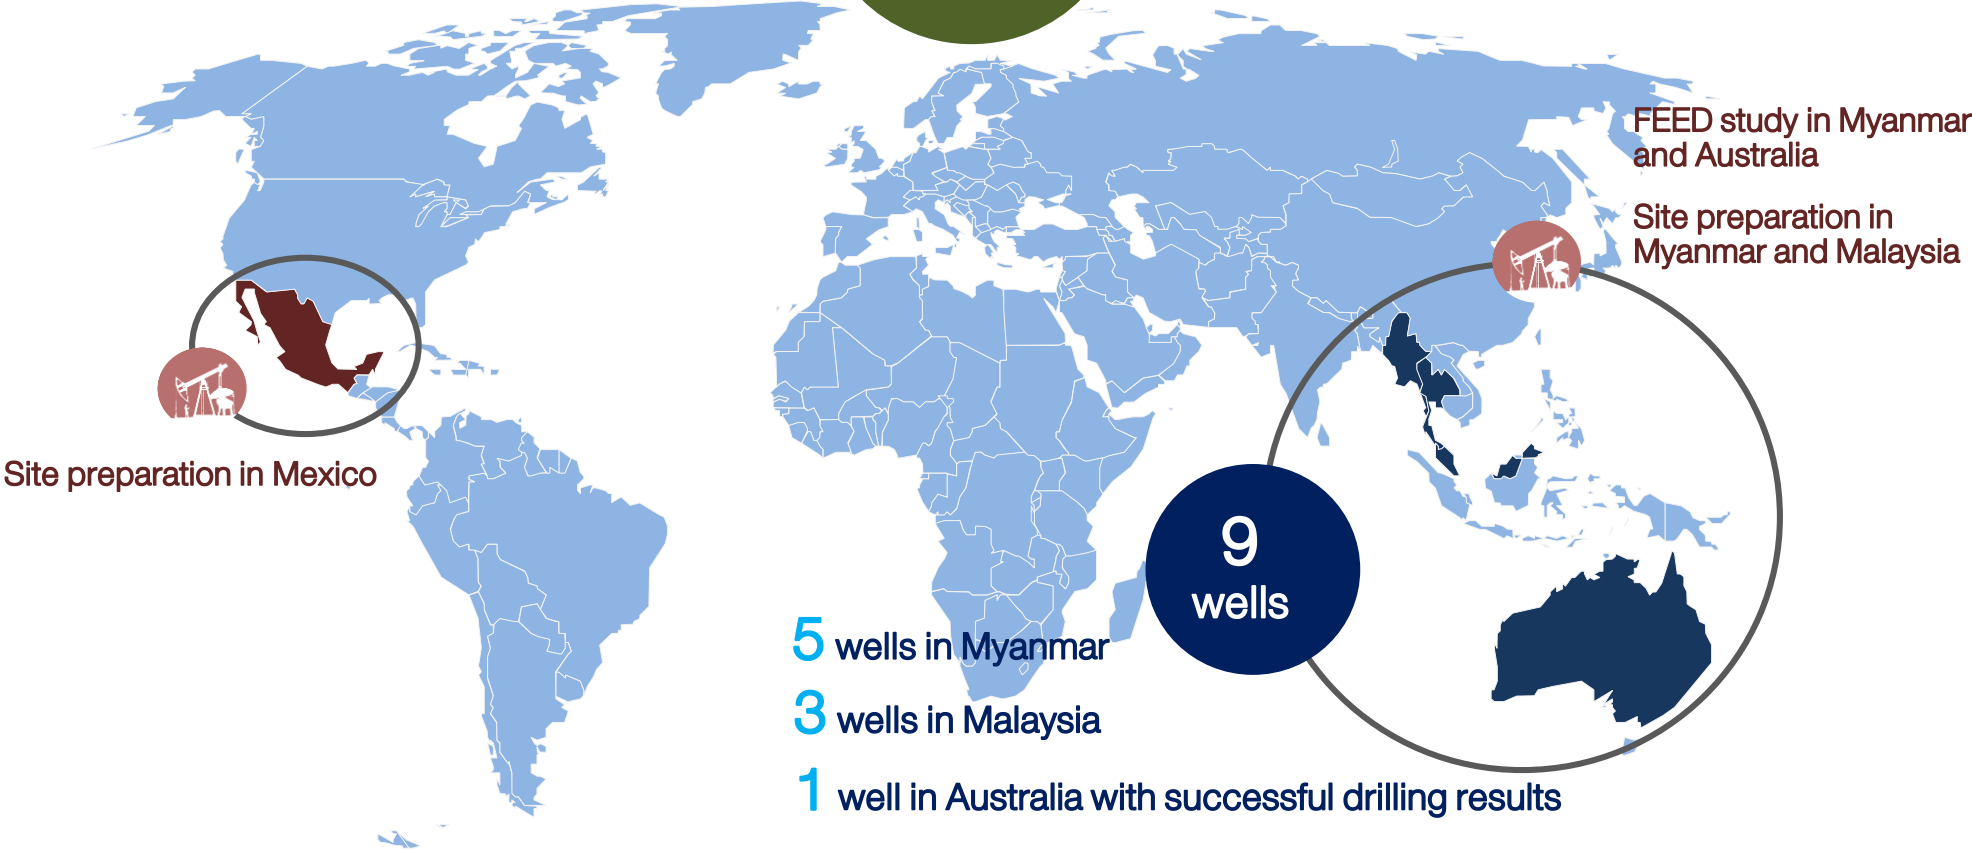 FEED study in Myanmar
and Australia
Site preparation in
Myanmar and Malaysia
Site preparation in Mexico
9
wells
5 wells in Myanmar
3 wells in Malaysia
1 well in Australia with successful drilling results